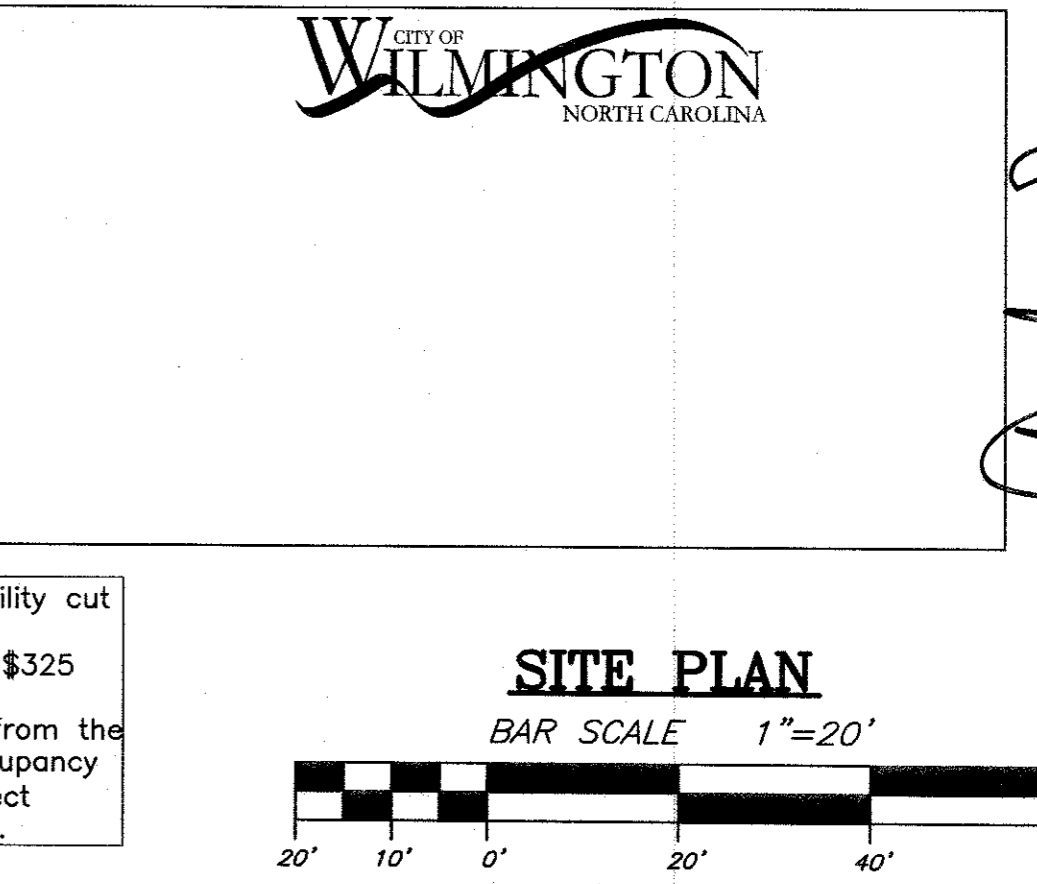 CITY OF
WILMINGTON
NORTH CAROLINA
ility cut
$325
from the
upancy
ect
.
SITE PLAN
BAR SCALE 1"=20'
20' 10' 0' 20' 40'